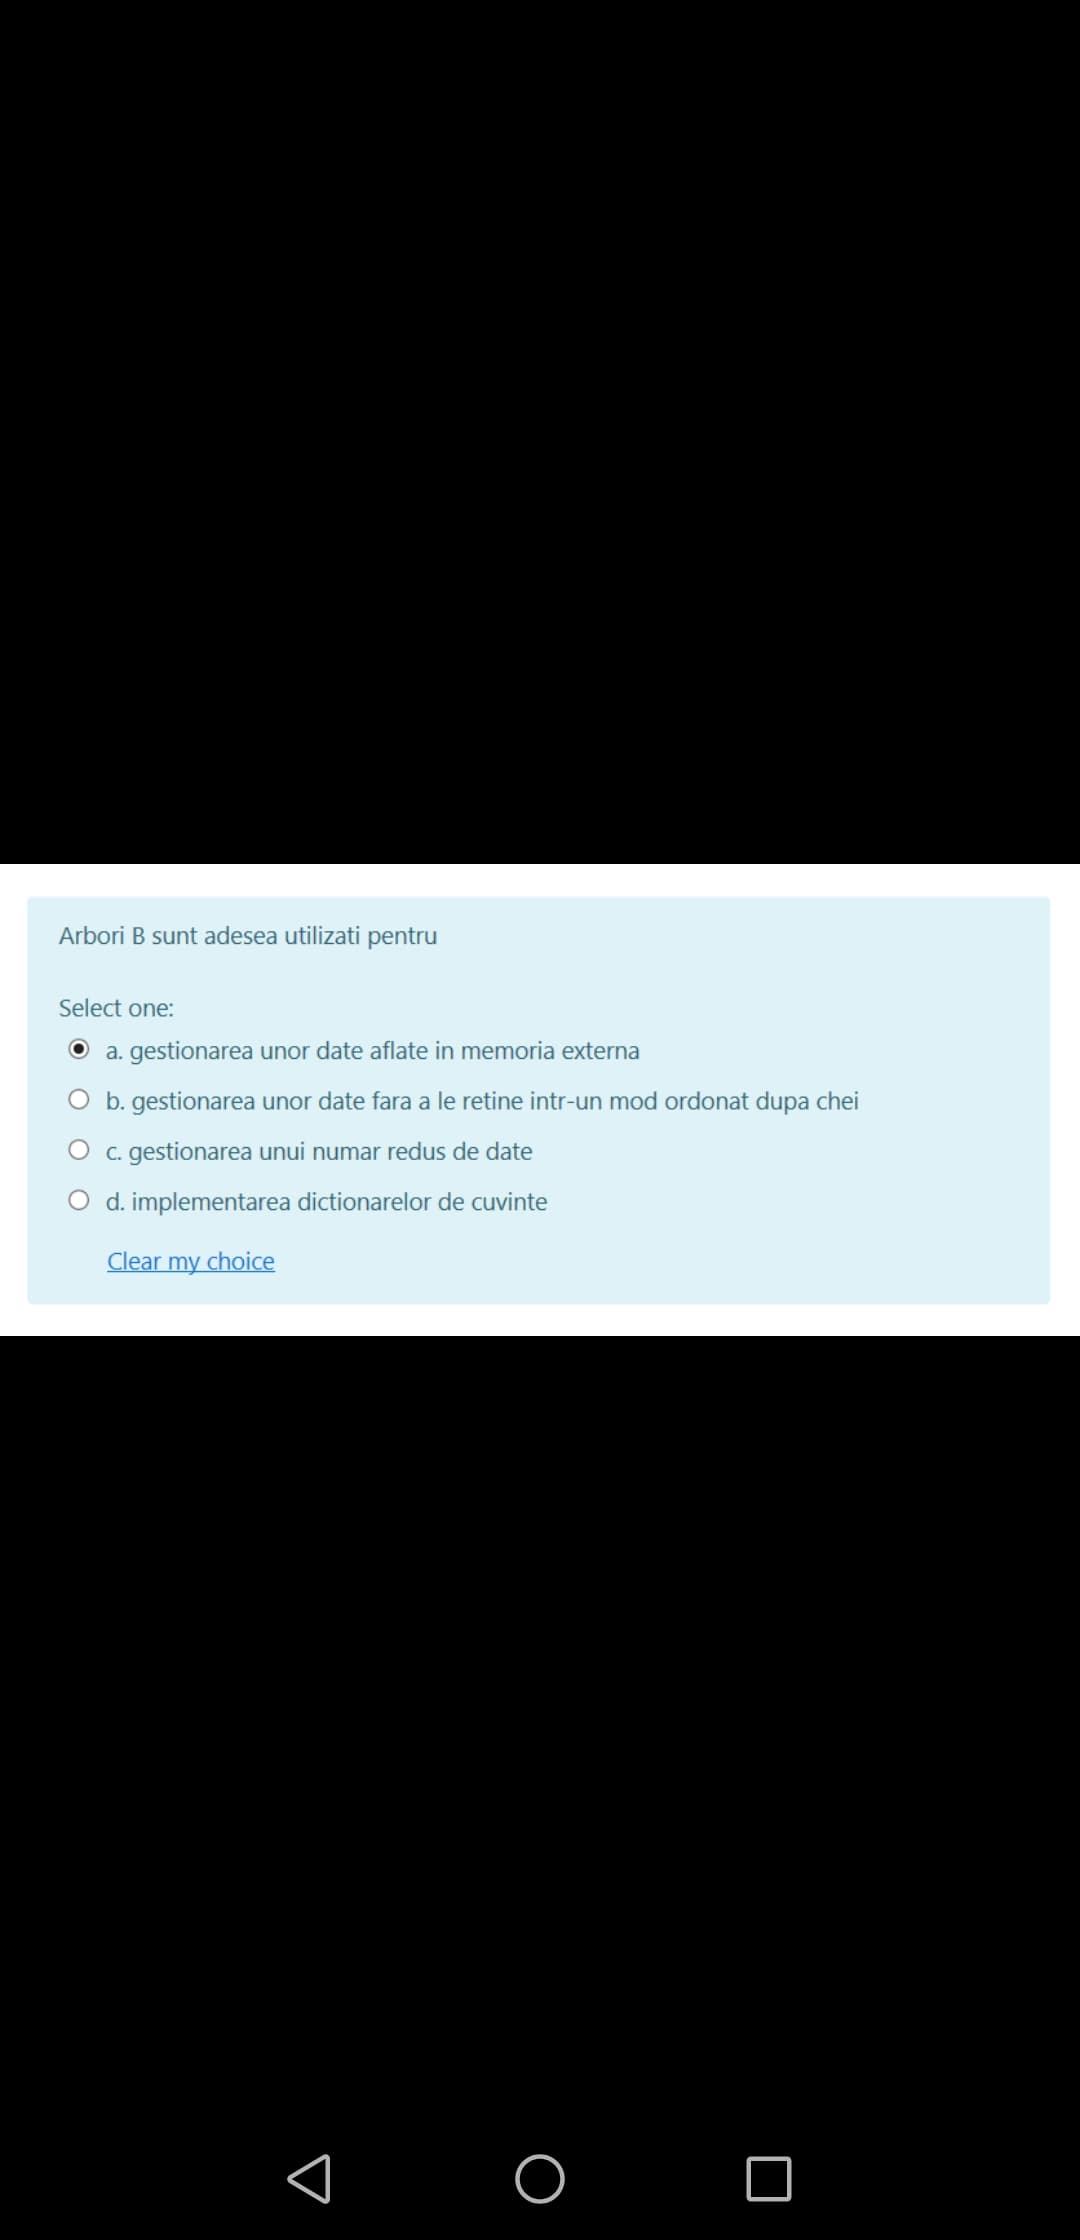 Arbori B sunt adesea utilizati pentru
Select one:
a. gestionarea unor date aflate in memoria externa
b. gestionarea unor date fara a le retine intr-un mod ordonat dupa chei
c. gestionarea unui numar redus de date
d. implementarea dictionarelor de cuvinte
Clear my choice